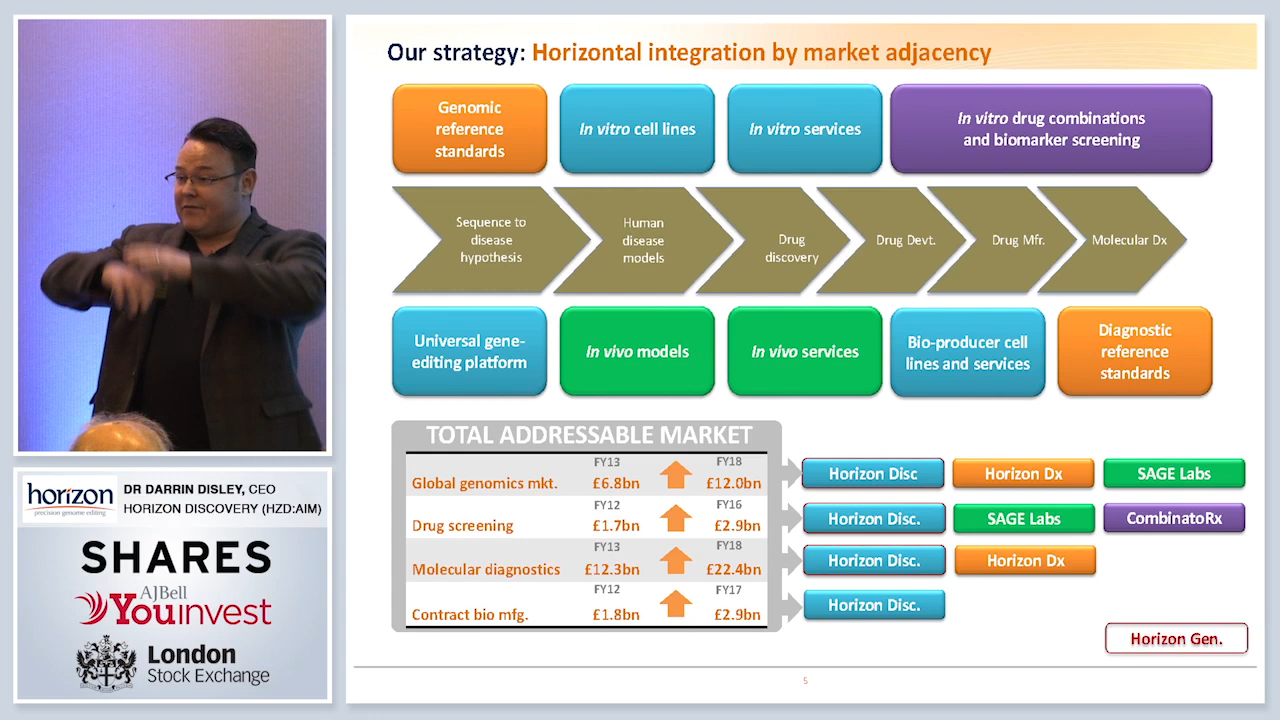 Our strategy: Horizontal integration by market adjacency
Genomic
reference
standards
In vitro cell lines
In vitro services
In vitro drug combinations
and biomarker screening
Sequence to
disease
hypothesis
Human
disease
models
Drug
discovery
Drug Devt.
Drug Mfr.
Molecular Dx
Universal gene-
editing platform
In vivo models
In vivo services
Bio-producer cell
lines and services
Diagnostic
reference
standards
TOTAL ADDRESSABLE MARKET
FY13 FY18
Global genomics mkt. £6.8bn £12.0bn
Horizon Disc Horizon Dx SAGE Labs
FY12 FY16
Drug screening £1.7bn £2.9bn
Horizon Disc. SAGE Labs CombinatoRx
FY13 FY18
Molecular diagnostics £12.3bn £22.4bn
Horizon Disc. Horizon Dx
FY12 FY17
Contract bio mfg. £1.8bn £2.9bn
Horizon Disc.
Horizon Gen.
5
horizon
precision genome editing
DR DARRIN DISLEY, CEO
HORIZON DISCOVERY (HZD:AIM)
SHARES
AJBell
Youinvest
London
Stock Exchange